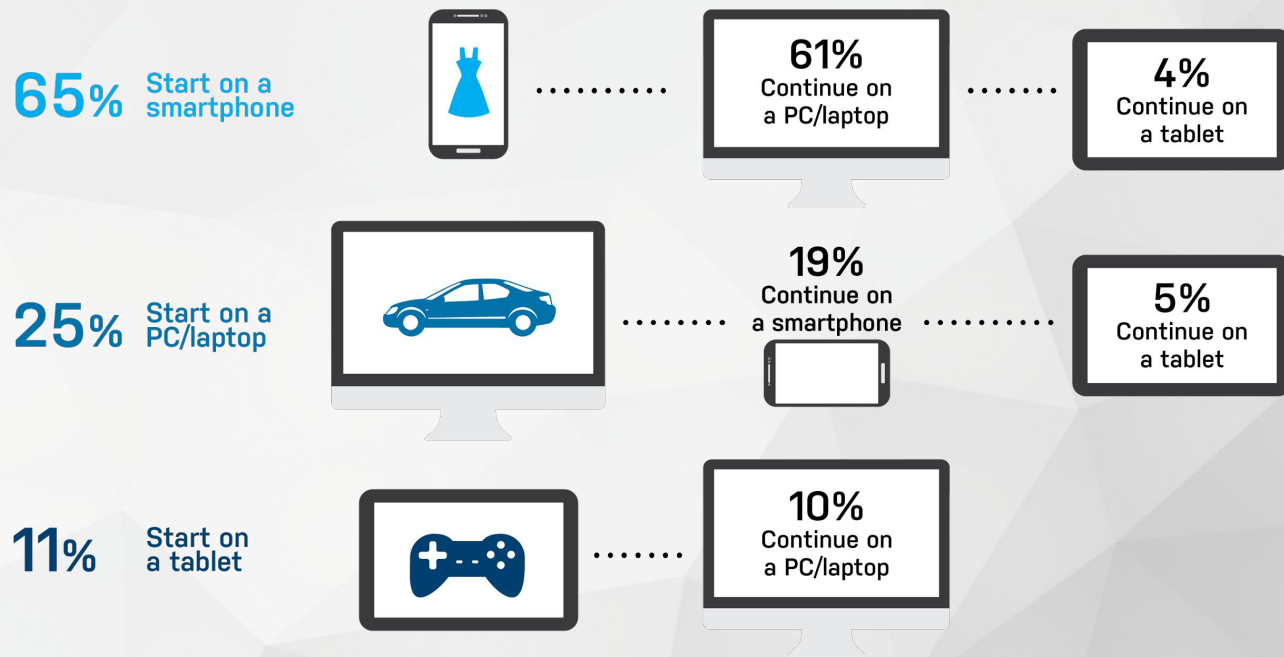 65% Start on a
smartphone
61%
Continue on
a PC/laptop
4%
Continue on
a tablet
25% Start on a
PC/laptop
19%
Continue on
a smartphone
5%
Continue on
a tablet
11% Start on
a tablet
10%
Continue on
a PC/laptop